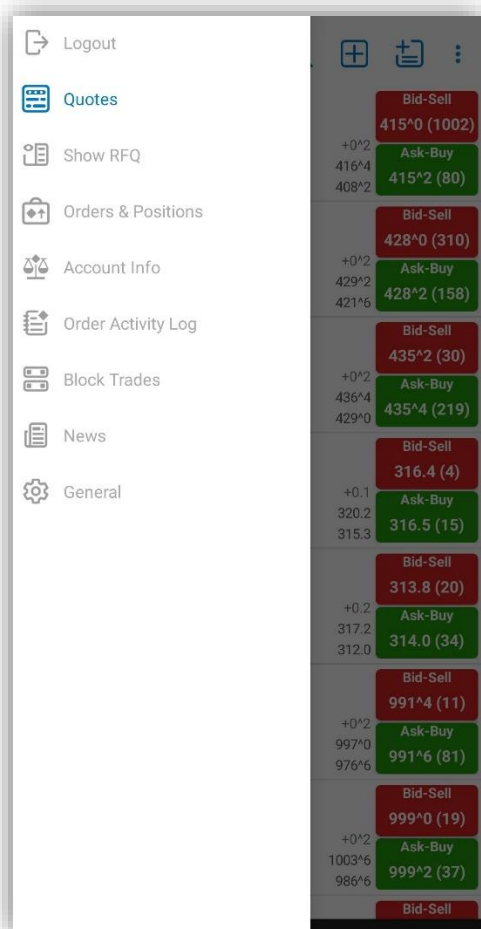 Logout
Quotes
Show RFQ
Orders & Positions
Account Info
Order Activity Log
Block Trades
News
General
Bid-Sell
415^0 (1002)
+0^2
416^4
408^2
Ask-Buy
415^2 (80)
Bid-Sell
428^0 (310)
+0^2
429^2
421^6
Ask-Buy
428^2 (158)
Bid-Sell
435^2 (30)
+0^2
436^4
429^0
Ask-Buy
435^4 (219)
Bid-Sell
316.4 (4)
+0.1
320.2
315.3
Ask-Buy
316.5 (15)
Bid-Sell
313.8 (20)
+0.2
317.2
312.0
Ask-Buy
314.0 (34)
Bid-Sell
991^4 (11)
+0^2
997^0
976^6
Ask-Buy
991^6 (81)
Bid-Sell
999^0 (19)
+0^2
1003^6
986^6
Ask-Buy
999^2 (37)
Bid-Sell